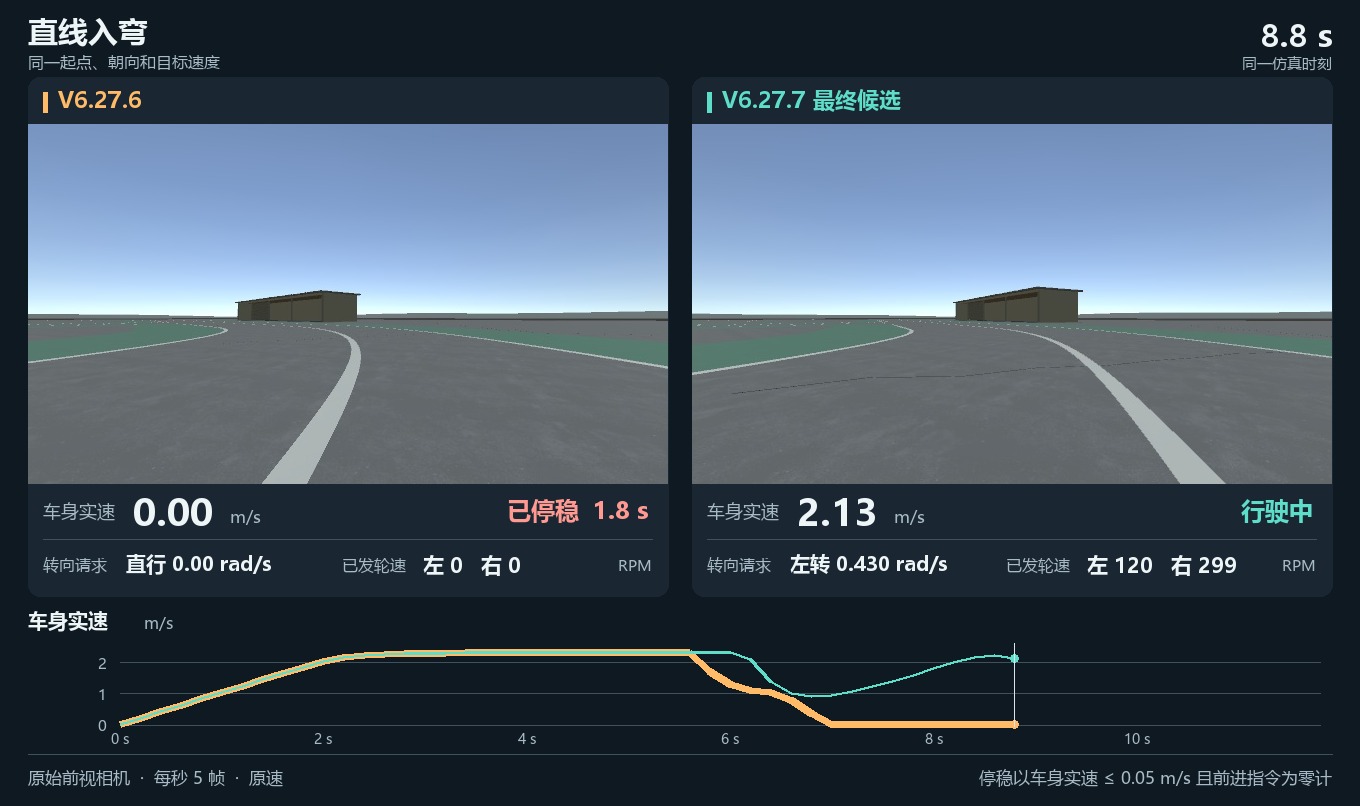 直线入弯
8.8 s
同一起点、朝向和目标速度
同一仿真时刻
V6.27.6
车身实速 0.00 m/s 已停稳 1.8 s
转向请求 直行 0.00 rad/s 已发轮速 左 0 右 0 RPM
V6.27.7 最终候选
车身实速 2.13 m/s 行驶中
转向请求 左转 0.430 rad/s 已发轮速 左 120 右 299 RPM
车身实速 m/s
2
1
0
0 s 2 s 4 s 6 s 8 s 10 s
原始前视相机 · 每秒 5 帧 · 原速
停稳以车身实速 ≤ 0.05 m/s 且前进指令为零计